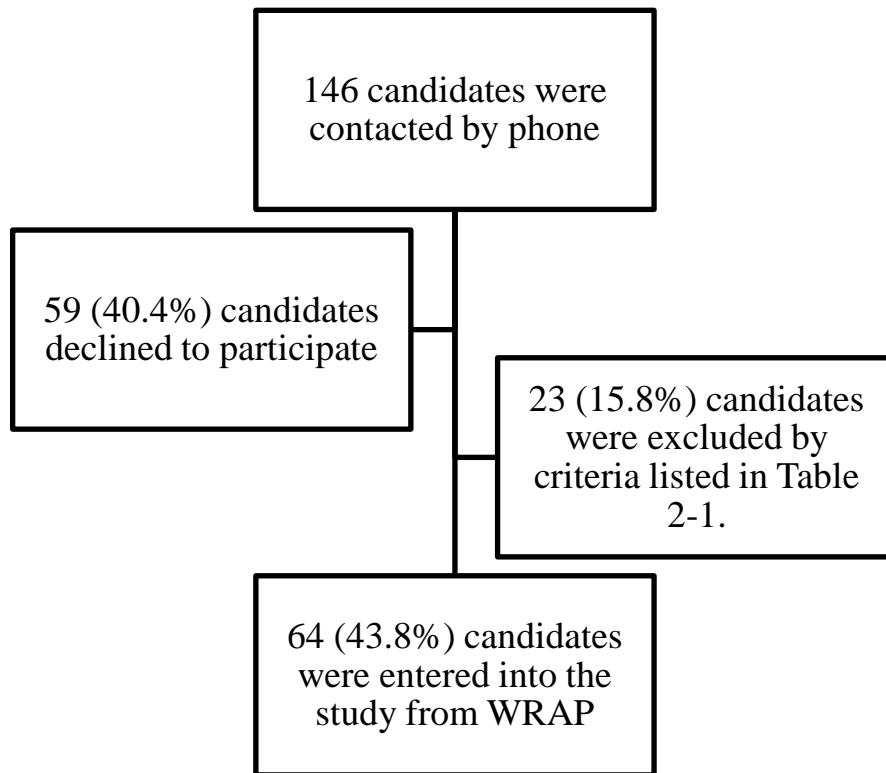 146 candidates were
contacted by phone
59 (40.4%) candidates
declined to participate
23 (15.8%) candidates
were excluded by
criteria listed in Table
2-1.
64 (43.8%) candidates
were entered into the
study from WRAP